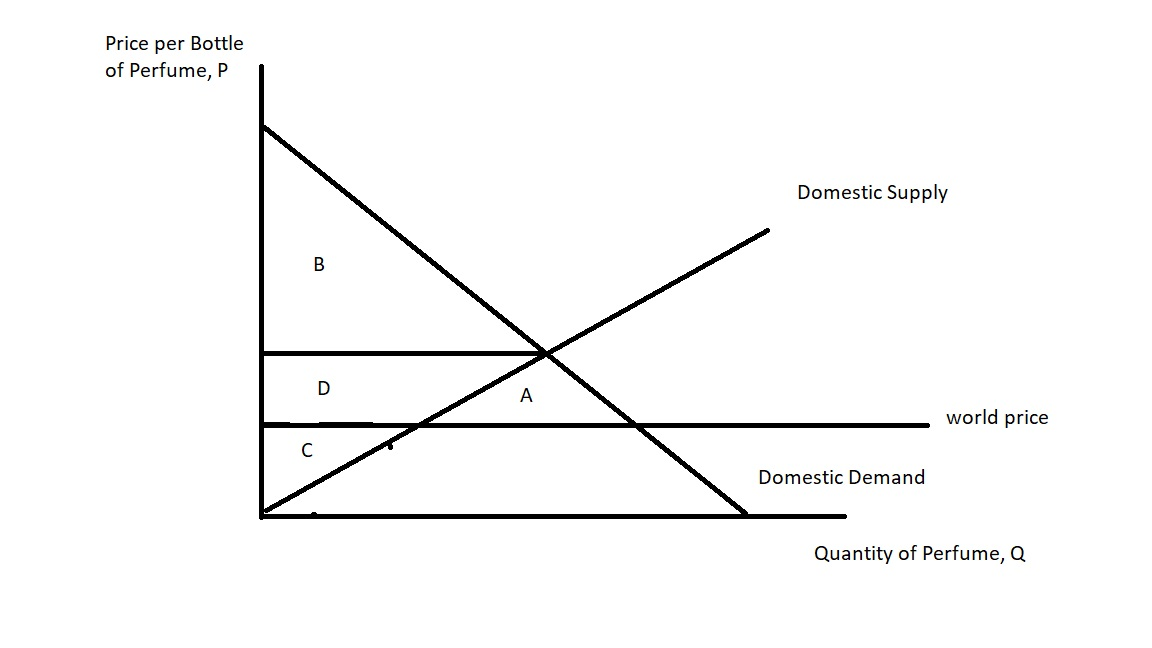 Price per Bottle
of Perfume, P
Domestic Supply
B
D
A
world price
C
Domestic Demand
Quantity of Perfume, Q